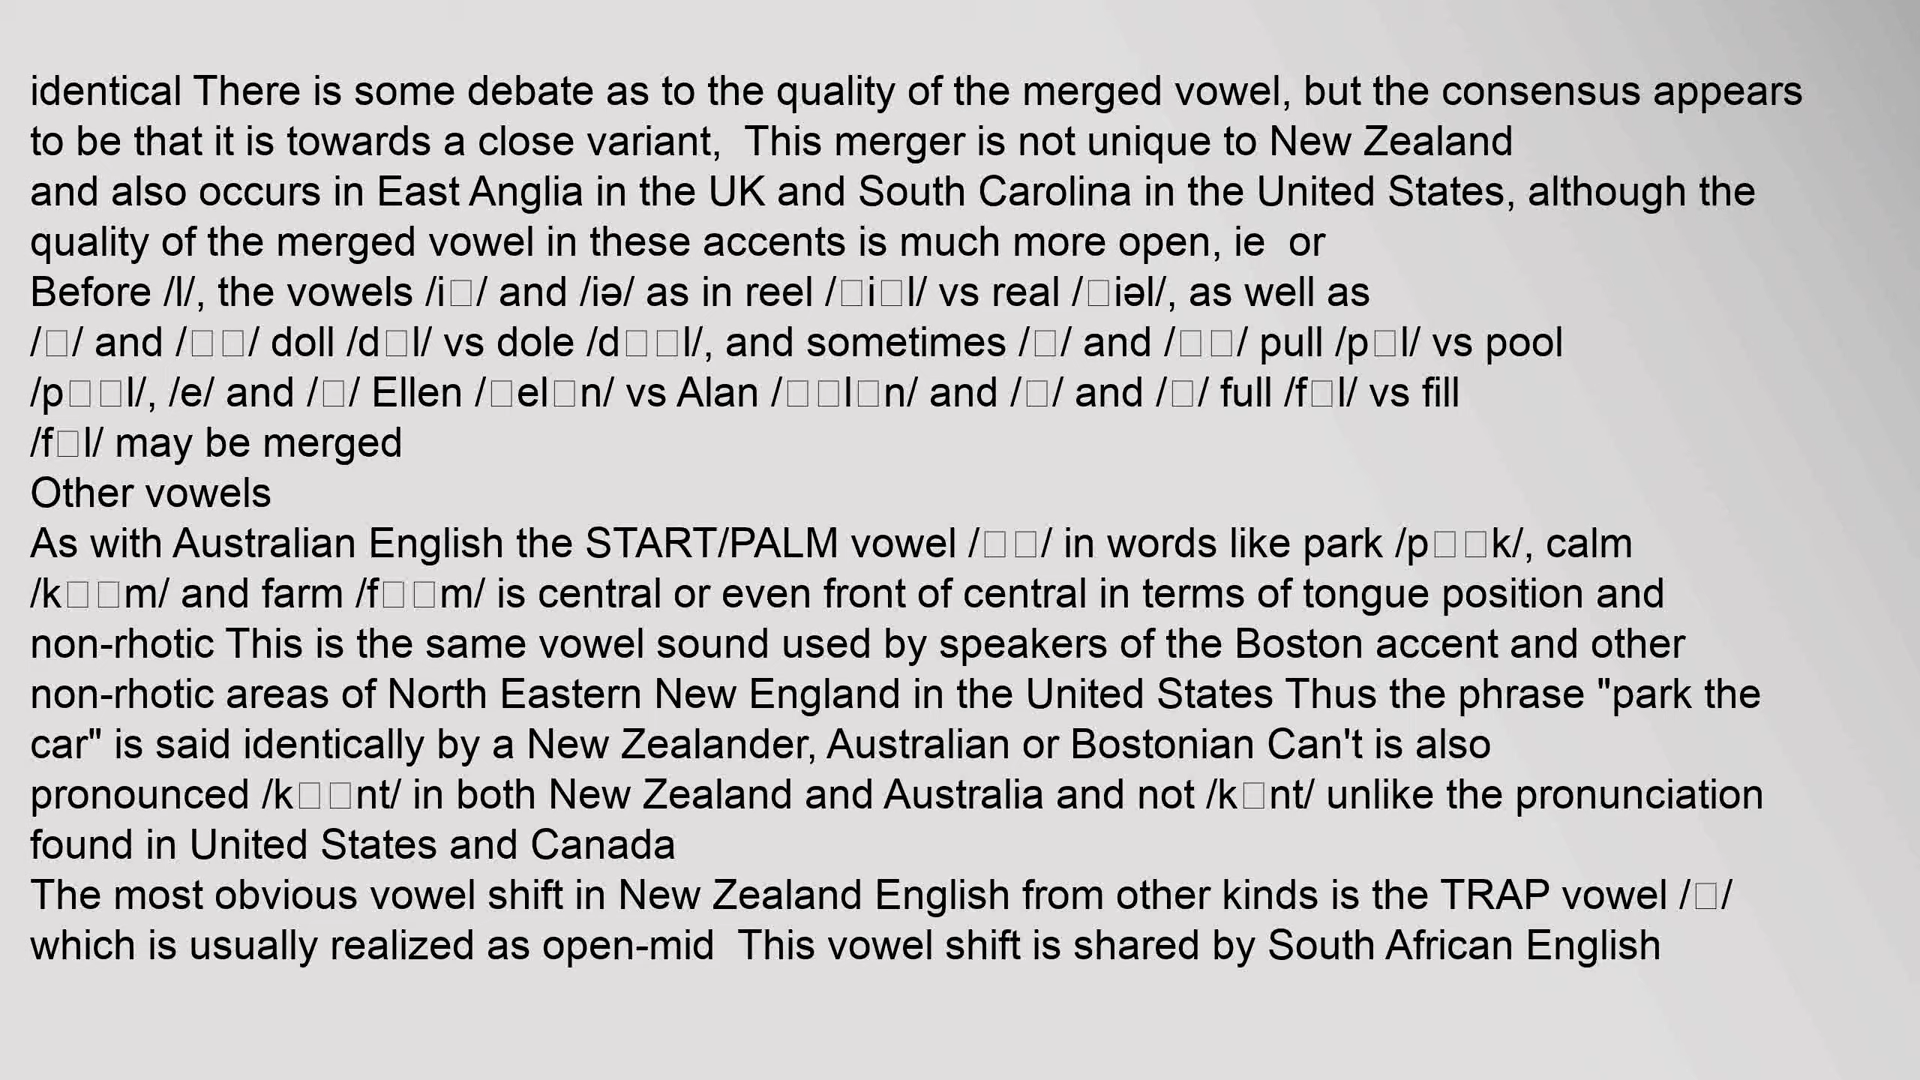 identical There is some debate as to the quality of the merged vowel, but the consensus appears
to be that it is towards a close variant,  This merger is not unique to New Zealand
and also occurs in East Anglia in the UK and South Carolina in the United States, although the
quality of the merged vowel in these accents is much more open, ie  or
Before /l/, the vowels /i□/ and /iə/ as in reel /□i□l/ vs real /□iəl/, as well as
/□/ and /□□/ doll /d□l/ vs dole /d□□l/, and sometimes /□/ and /□□/ pull /p□l/ vs pool
/p□□l/, /e/ and /□/ Ellen /□el□n/ vs Alan /□□l□n/ and /□/ and /□/ full /f□l/ vs fill
/f□l/ may be merged
Other vowels
As with Australian English the START/PALM vowel /□□/ in words like park /p□□k/, calm
/k□□m/ and farm /f□□m/ is central or even front of central in terms of tongue position and
non-rhotic This is the same vowel sound used by speakers of the Boston accent and other
non-rhotic areas of North Eastern New England in the United States Thus the phrase "park the
car" is said identically by a New Zealander, Australian or Bostonian Can't is also
pronounced /k□□nt/ in both New Zealand and Australia and not /k□nt/ unlike the pronunciation
found in United States and Canada
The most obvious vowel shift in New Zealand English from other kinds is the TRAP vowel /□/
which is usually realized as open-mid  This vowel shift is shared by South African English